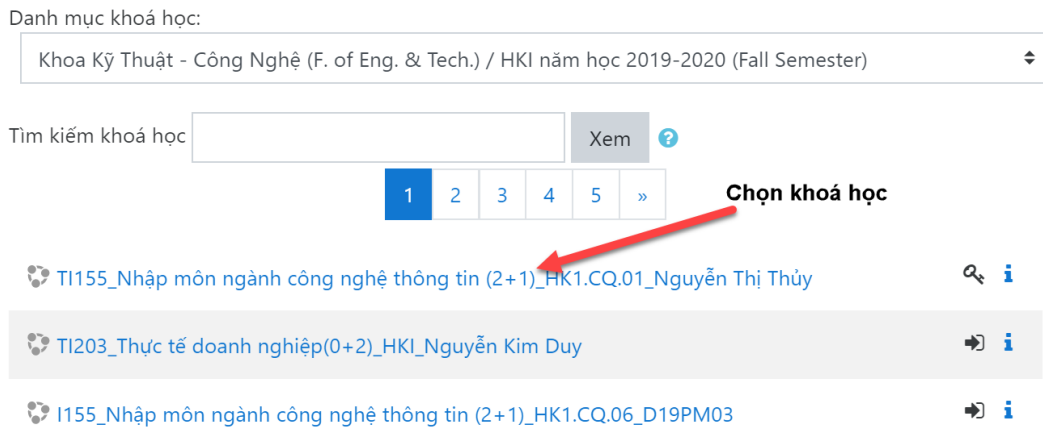 Danh mục khoá học:
Khoa Kỹ Thuật - Công Nghệ (F. of Eng. & Tech.) / HKI năm học 2019-2020 (Fall Semester)
Tìm kiếm khoá học Xem
1 2 3 4 5 »
Chọn khoá học
TI155_Nhập môn ngành công nghệ thông tin (2+1)_HK1.CQ.01_Nguyễn Thị Thủy
TI203_Thực tế doanh nghiệp(0+2)_HKI_Nguyễn Kim Duy
I155_Nhập môn ngành công nghệ thông tin (2+1)_HK1.CQ.06_D19PM03